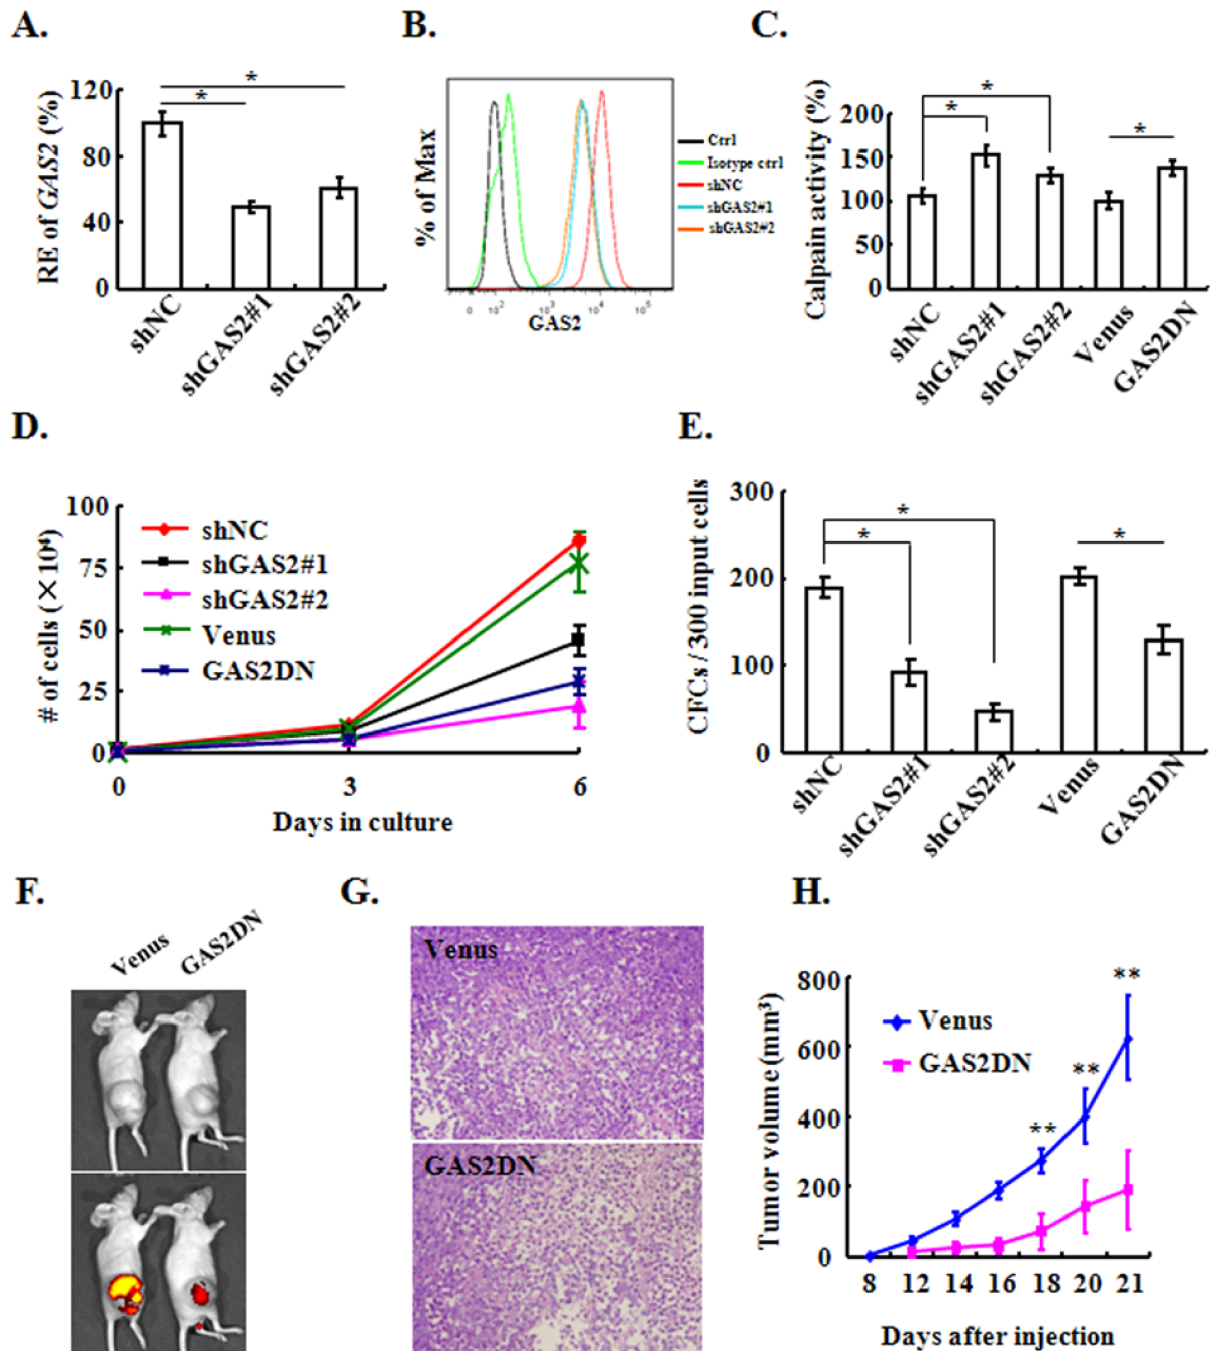 A.
RE of GAS2 (%)
120
80
40
0
*
*
shNC
shGAS2#1
shGAS2#2
B.
% of Max
Ctrl
Isotype ctrl
shNC
shGAS2#1
shGAS2#2
0 10² 10³ 10⁴ 10⁵
GAS2
C.
Calpain activity (%)
200
150
100
50
0
*
*
*
shNC
shGAS2#1
shGAS2#2
Venus
GAS2DN
D.
# of cells (×10⁴)
100
75
50
25
0
shNC
shGAS2#1
shGAS2#2
Venus
GAS2DN
0 3 6
Days in culture
E.
CFCs / 300 input cells
300
200
100
0
*
*
*
shNC
shGAS2#1
shGAS2#2
Venus
GAS2DN
F.
Venus
GAS2DN
G.
Venus
GAS2DN
H.
Tumor volume (mm³)
800
600
400
200
0
Venus
GAS2DN
**
**
**
8 12 14 16 18 20 21
Days after injection